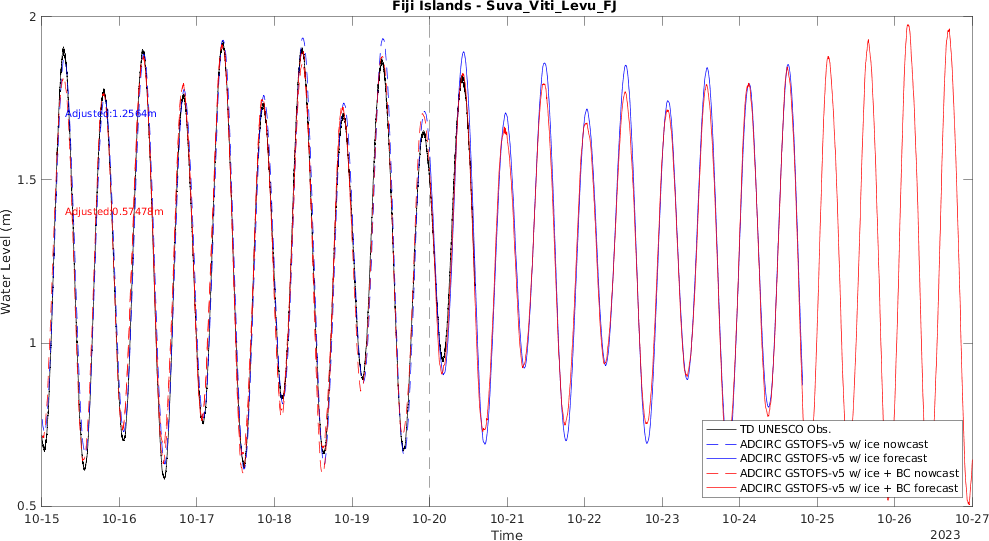 Fiji Islands - Suva_Viti_Levu_FJ
2
1.5
1
0.5
Water Level (m)
Adjusted:1.2564m
Adjusted:0.57478m
TD UNESCO Obs.
ADCIRC GSTOFS-v5 w/ ice nowcast
ADCIRC GSTOFS-v5 w/ ice forecast
ADCIRC GSTOFS-v5 w/ ice + BC nowcast
ADCIRC GSTOFS-v5 w/ ice + BC forecast
10-15 10-16 10-17 10-18 10-19 10-20 10-21 10-22 10-23 10-24 10-25 10-26 10-27
Time
2023